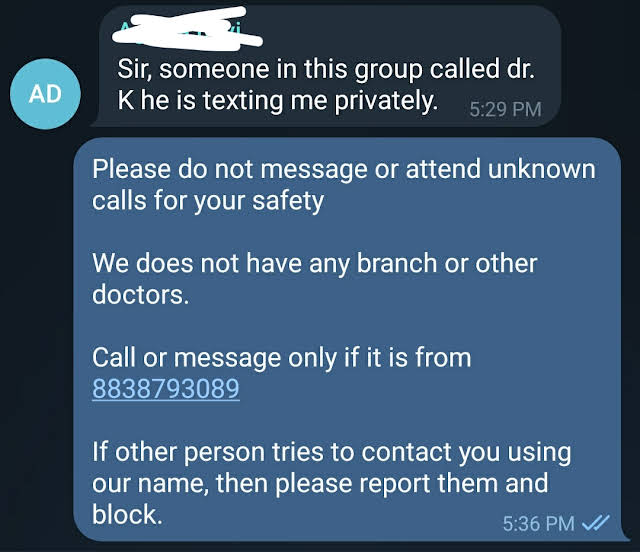 AD
Sir, someone in this group called dr.
K he is texting me privately.
5:29 PM
Please do not message or attend unknown
calls for your safety
We does not have any branch or other
doctors.
Call or message only if it is from
8838793089
If other person tries to contact you using
our name, then please report them and
block.
5:36 PM